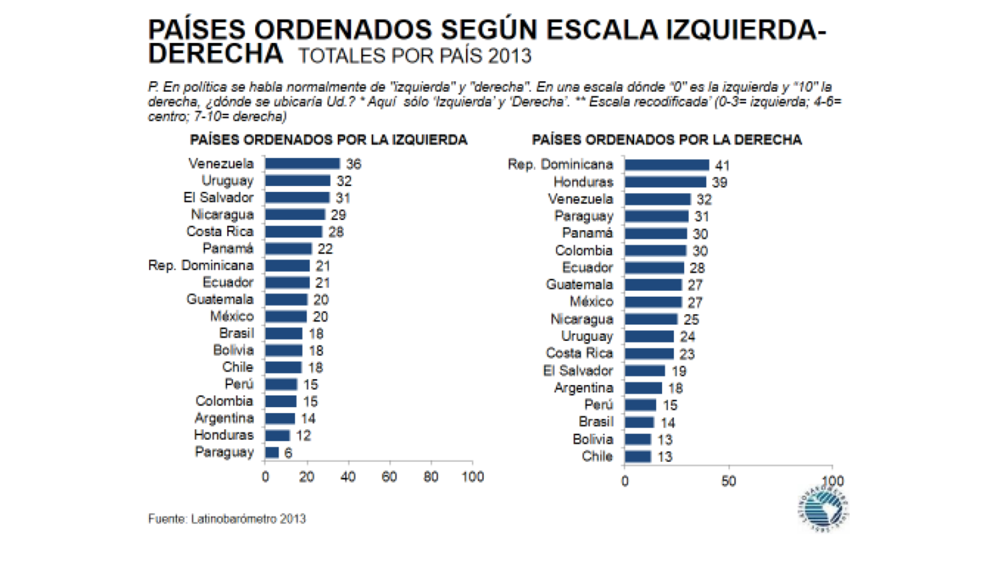 PAÍSES ORDENADOS SEGÚN ESCALA IZQUIERDA-
DERECHA TOTALES POR PAÍS 2013
P. En política se habla normalmente de "izquierda" y "derecha". En una escala dónde “0” es la izquierda y “10” la
derecha, ¿dónde se ubicaría Ud.? * Aquí sólo ‘Izquierda’ y ‘Derecha’. ** Escala recodificada’ (0-3= izquierda; 4-6=
centro; 7-10= derecha)
PAÍSES ORDENADOS POR LA IZQUIERDA
Venezuela 36
Uruguay 32
El Salvador 31
Nicaragua 29
Costa Rica 28
Panamá 22
Rep. Dominicana 21
Ecuador 21
Guatemala 20
México 20
Brasil 18
Bolivia 18
Chile 18
Perú 15
Colombia 15
Argentina 14
Honduras 12
Paraguay 6
0 20 40 60 80 100
PAÍSES ORDENADOS POR LA DERECHA
Rep. Dominicana 41
Honduras 39
Venezuela 32
Paraguay 31
Panamá 30
Colombia 30
Ecuador 28
Guatemala 27
México 27
Nicaragua 25
Uruguay 24
Costa Rica 23
El Salvador 19
Argentina 18
Perú 15
Brasil 14
Bolivia 13
Chile 13
0 50 100
LATINOBARÓMETRO
Fuente: Latinobarómetro 2013